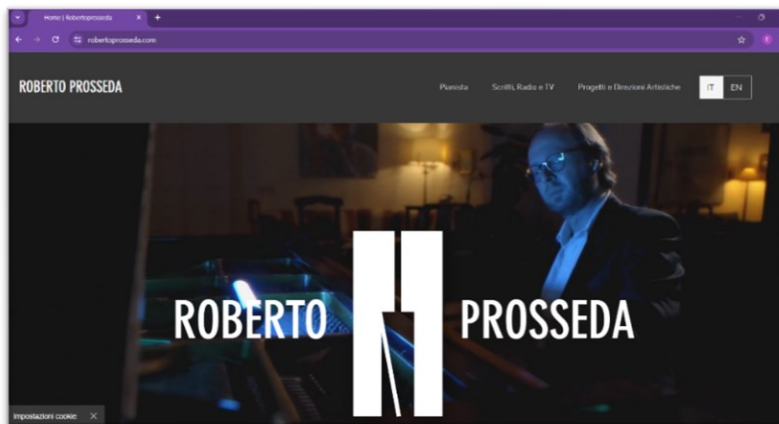 Home | Robertoprosseda
robertoprosseda.com
ROBERTO PROSSEDA
Pianista Scritti, Radio e TV Progetti e Direzioni Artistiche IT EN
ROBERTO PROSSEDA
Impostazioni cookie